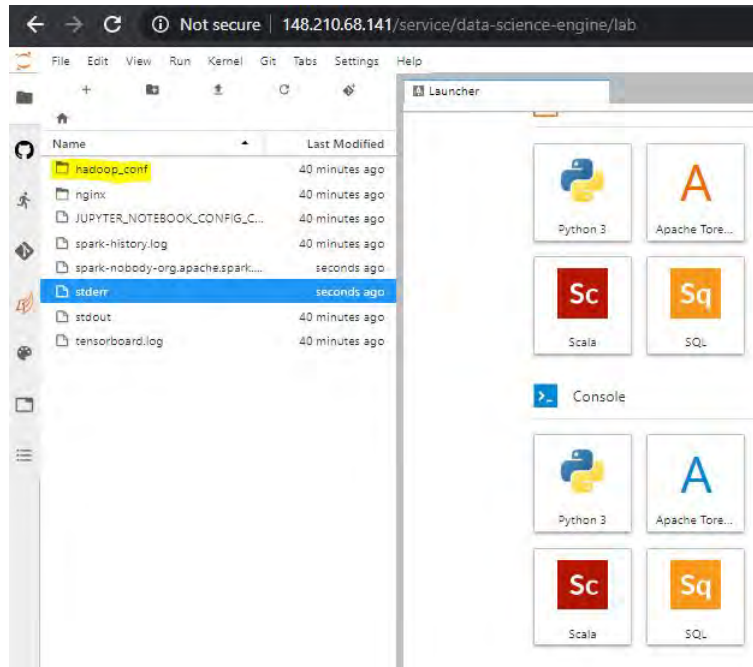 Not secure 148.210.68.141/service/data-science-engine/lab
File Edit View Run Kernel Git Tabs Settings Help
Launcher
Name Last Modified
hadoop_conf 40 minutes ago
nginx 40 minutes ago
JUPYTER_NOTEBOOK_CONFIG_C... 40 minutes ago
spark-history.log 40 minutes ago
spark-nobody-org.apache.spark.... seconds ago
stderr seconds ago
stdout 40 minutes ago
tensorboard.log 40 minutes ago
Python 3
A
Apache Tore...
Sc
Scala
Sq
SQL
Console
Python 3
A
Apache Tore...
Sc
Scala
Sq
SQL